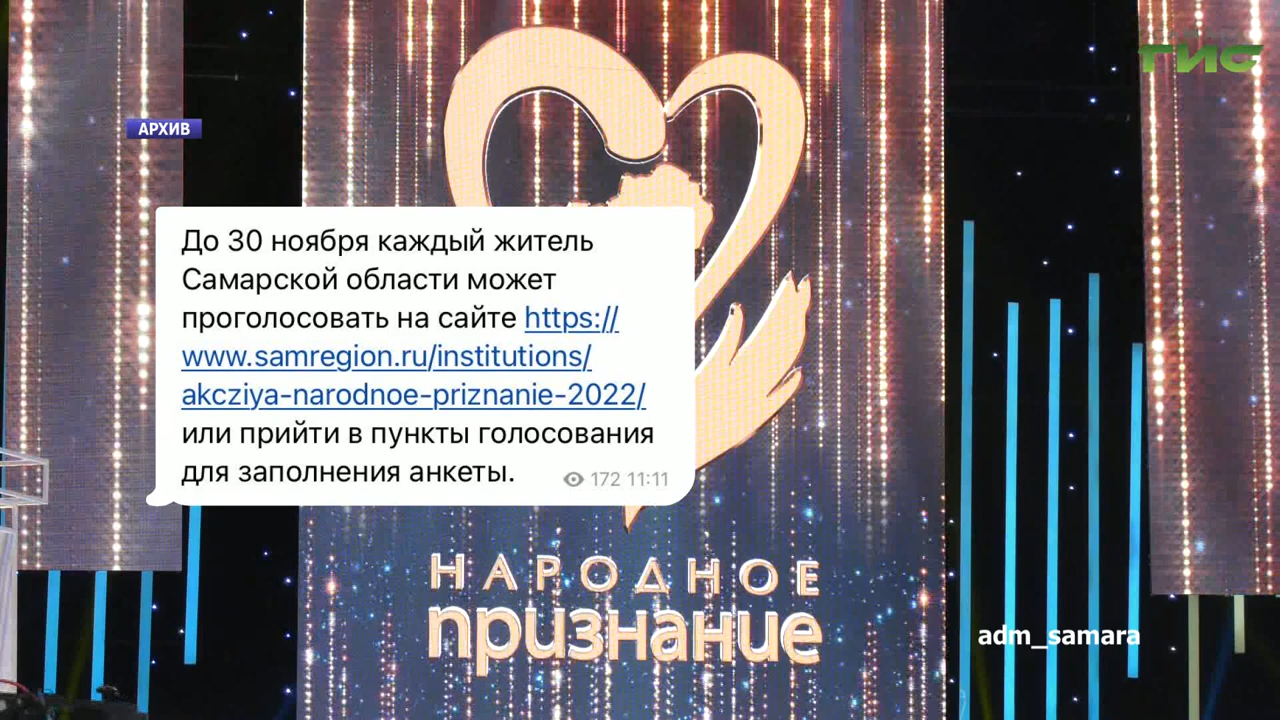 ГИС
АРХИВ
До 30 ноября каждый житель
Самарской области может
проголосовать на сайте https://
www.samregion.ru/institutions/
akcziya-narodnoe-priznanie-2022/
или прийти в пункты голосования
для заполнения анкеты.
172 11:11
НАРОДНОЕ
признание
adm_samara